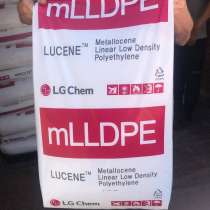 mLLDPE
LUCENE™ Metallocene
Linear Low Density
Polyethylene
LG Chem
mLLDPE
LUCENE™ Metallocene
Linear Low Density
Polyethylene
LG Chem